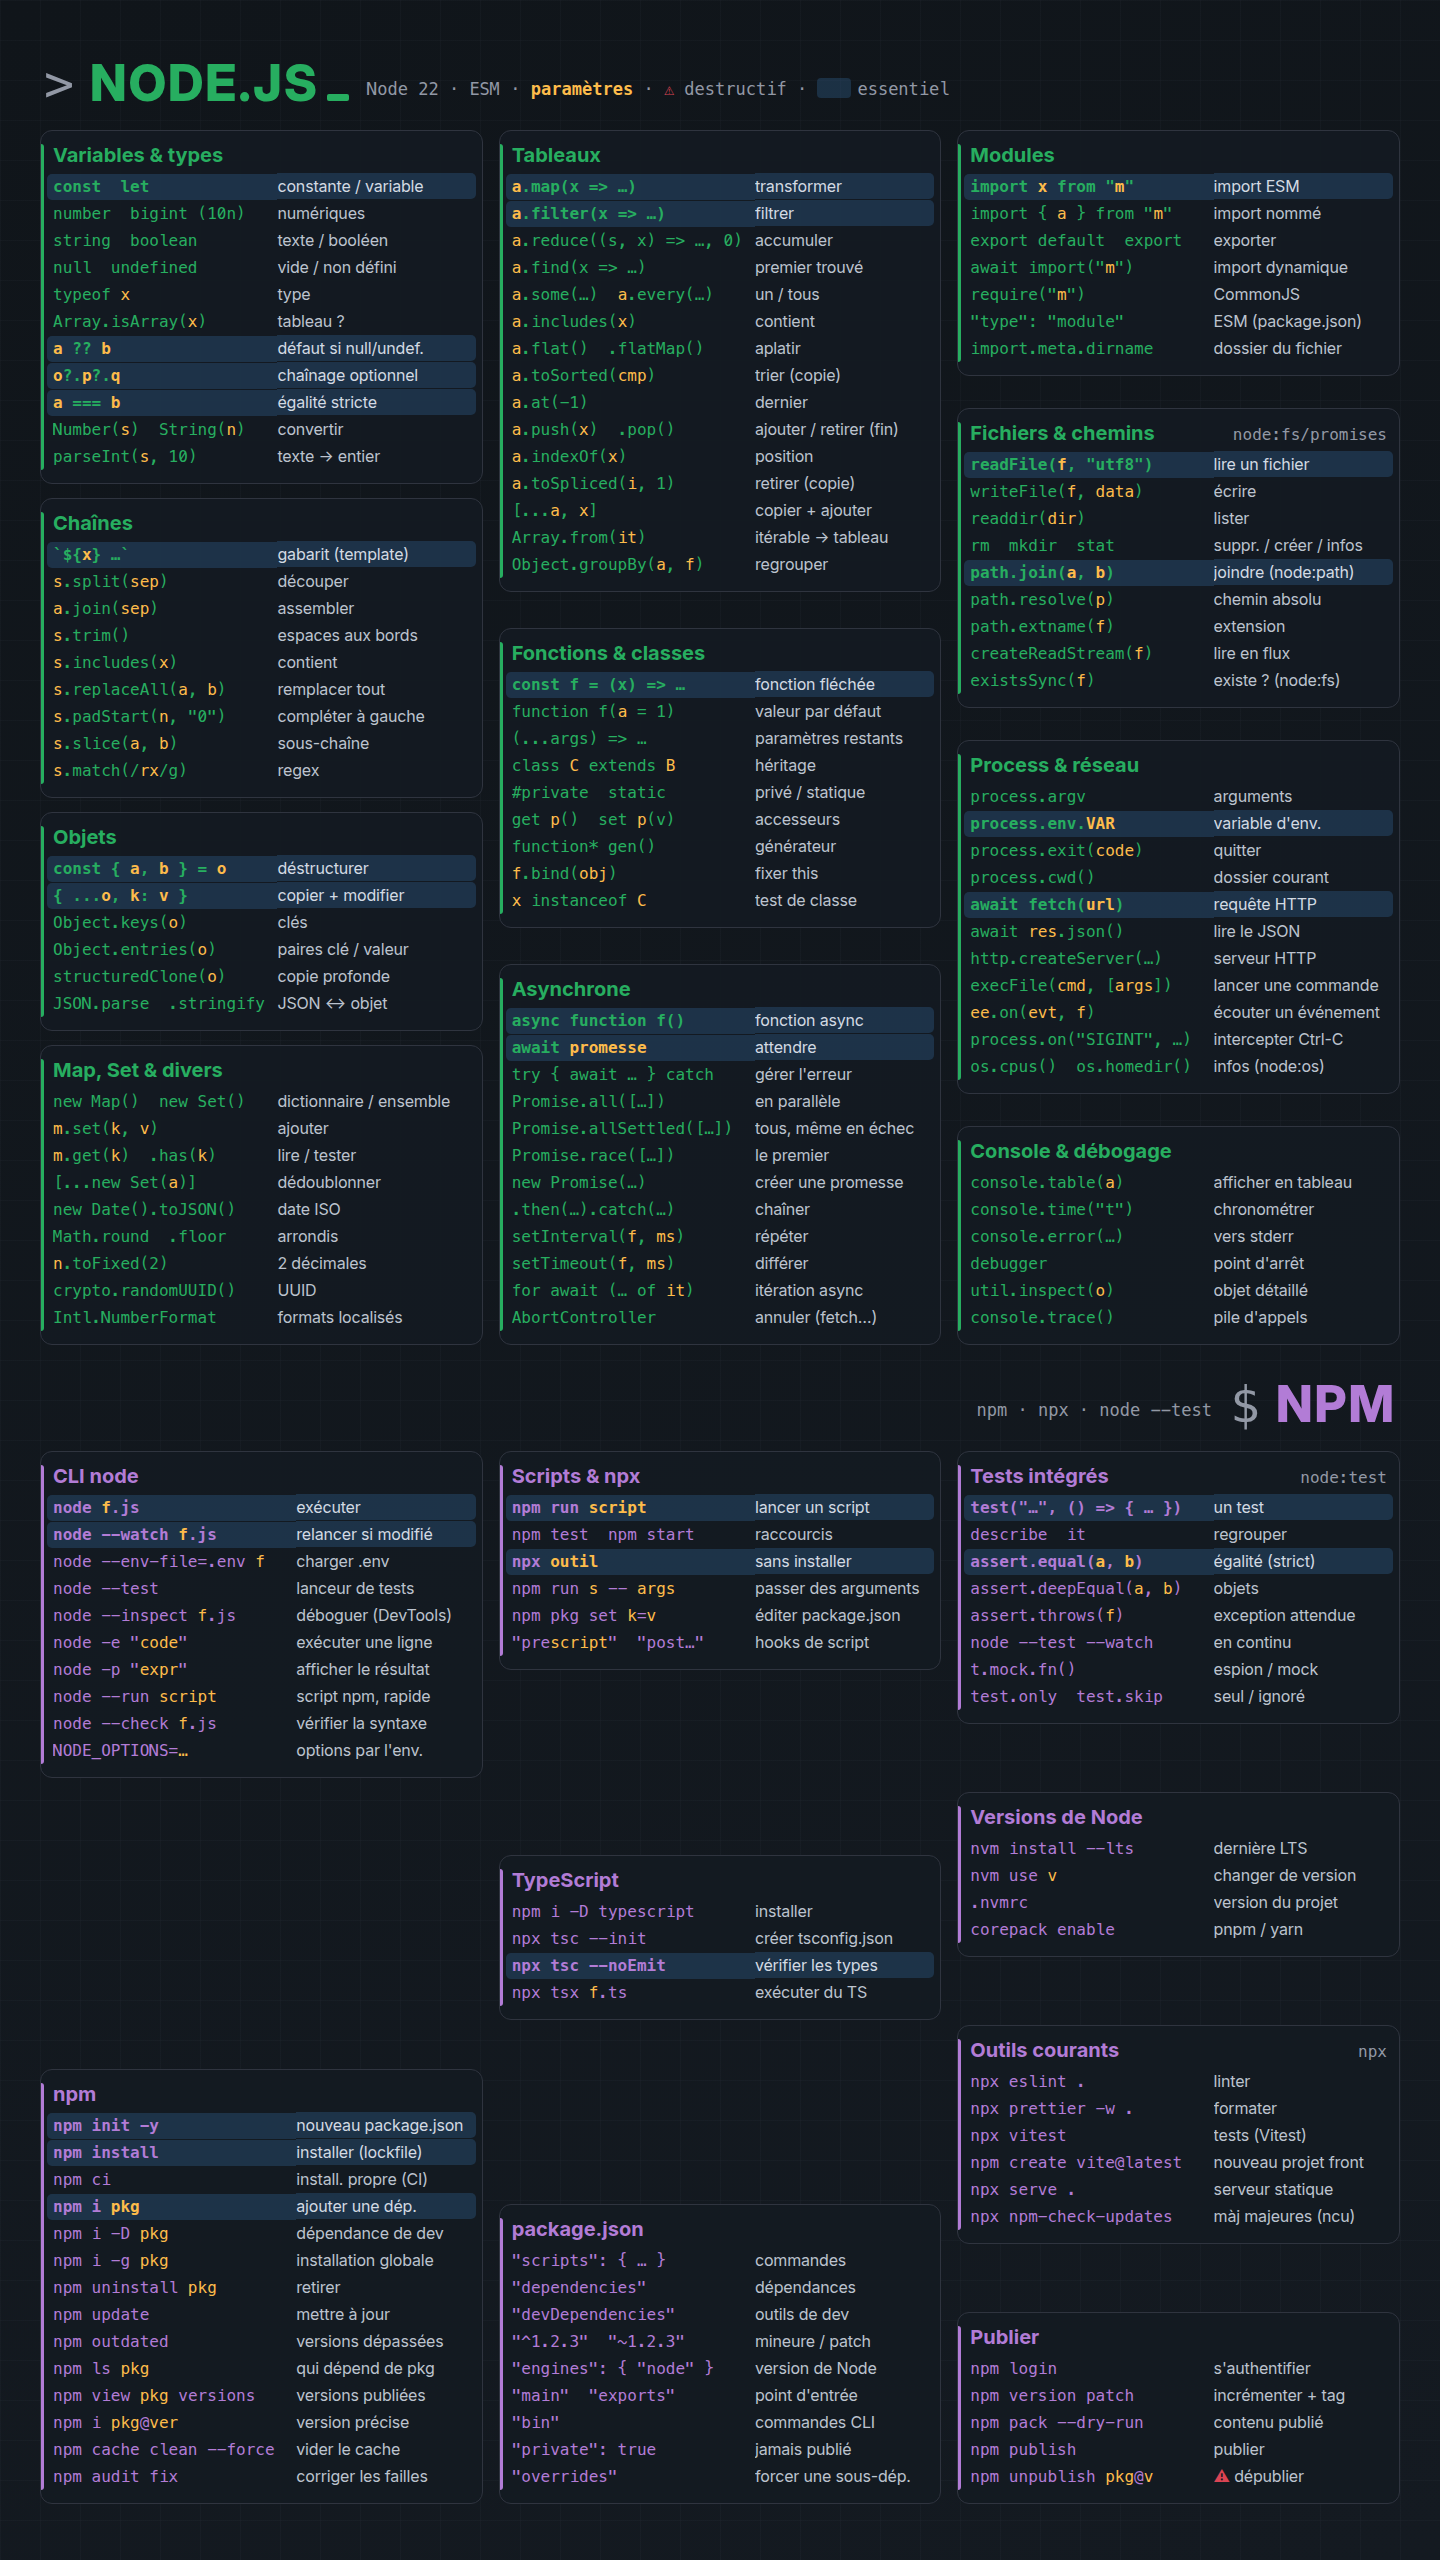 > NODE.JS_ Node 22 · ESM · paramètres · ⚠ destructif · essentiel
Variables & types
const  let  constante / variable
number  bigint (10n)  numériques
string  boolean  texte / booléen
null  undefined  vide / non défini
typeof x  type
Array.isArray(x)  tableau ?
a ?? b  défaut si null/undef.
o?.p?.q  chaînage optionnel
a === b  égalité stricte
Number(s)  String(n)  convertir
parseInt(s, 10)  texte → entier
Chaînes
`${x} …`  gabarit (template)
s.split(sep)  découper
a.join(sep)  assembler
s.trim()  espaces aux bords
s.includes(x)  contient
s.replaceAll(a, b)  remplacer tout
s.padStart(n, "0")  compléter à gauche
s.slice(a, b)  sous-chaîne
s.match(/rx/g)  regex
Objets
const { a, b } = o  déstructurer
{ ...o, k: v }  copier + modifier
Object.keys(o)  clés
Object.entries(o)  paires clé / valeur
structuredClone(o)  copie profonde
JSON.parse  .stringify  JSON ↔ objet
Map, Set & divers
new Map()  new Set()  dictionnaire / ensemble
m.set(k, v)  ajouter
m.get(k)  .has(k)  lire / tester
[...new Set(a)]  dédoublonner
new Date().toJSON()  date ISO
Math.round  .floor  arrondis
n.toFixed(2)  2 décimales
crypto.randomUUID()  UUID
Intl.NumberFormat  formats localisés
Tableaux
a.map(x => …)  transformer
a.filter(x => …)  filtrer
a.reduce((s, x) => …, 0)  accumuler
a.find(x => …)  premier trouvé
a.some(…)  a.every(…)  un / tous
a.includes(x)  contient
a.flat()  .flatMap()  aplatir
a.toSorted(cmp)  trier (copie)
a.at(-1)  dernier
a.push(x)  .pop()  ajouter / retirer (fin)
a.indexOf(x)  position
a.toSpliced(i, 1)  retirer (copie)
[...a, x]  copier + ajouter
Array.from(it)  itérable → tableau
Object.groupBy(a, f)  regrouper
Fonctions & classes
const f = (x) => …  fonction fléchée
function f(a = 1)  valeur par défaut
(...args) => …  paramètres restants
class C extends B  héritage
#private  static  privé / statique
get p()  set p(v)  accesseurs
function* gen()  générateur
f.bind(obj)  fixer this
x instanceof C  test de classe
Asynchrone
async function f()  fonction async
await promesse  attendre
try { await … } catch  gérer l'erreur
Promise.all([…])  en parallèle
Promise.allSettled([…])  tous, même en échec
Promise.race([…])  le premier
new Promise(…)  créer une promesse
.then(…).catch(…)  chaîner
setInterval(f, ms)  répéter
setTimeout(f, ms)  différer
for await (… of it)  itération async
AbortController  annuler (fetch…)
Modules
import x from "m"  import ESM
import { a } from "m"  import nommé
export default  export  exporter
await import("m")  import dynamique
require("m")  CommonJS
"type": "module"  ESM (package.json)
import.meta.dirname  dossier du fichier
Fichiers & chemins  node:fs/promises
readFile(f, "utf8")  lire un fichier
writeFile(f, data)  écrire
readdir(dir)  lister
rm  mkdir  stat  suppr. / créer / infos
path.join(a, b)  joindre (node:path)
path.resolve(p)  chemin absolu
path.extname(f)  extension
createReadStream(f)  lire en flux
existsSync(f)  existe ? (node:fs)
Process & réseau
process.argv  arguments
process.env.VAR  variable d'env.
process.exit(code)  quitter
process.cwd()  dossier courant
await fetch(url)  requête HTTP
await res.json()  lire le JSON
http.createServer(…)  serveur HTTP
execFile(cmd, [args])  lancer une commande
ee.on(evt, f)  écouter un événement
process.on("SIGINT", …)  intercepter Ctrl-C
os.cpus()  os.homedir()  infos (node:os)
Console & débogage
console.table(a)  afficher en tableau
console.time("t")  chronométrer
console.error(…)  vers stderr
debugger  point d'arrêt
util.inspect(o)  objet détaillé
console.trace()  pile d'appels
npm · npx · node --test $ NPM
CLI node
node f.js  exécuter
node --watch f.js  relancer si modifié
node --env-file=.env f  charger .env
node --test  lanceur de tests
node --inspect f.js  déboguer (DevTools)
node -e "code"  exécuter une ligne
node -p "expr"  afficher le résultat
node --run script  script npm, rapide
node --check f.js  vérifier la syntaxe
NODE_OPTIONS=…  options par l'env.
npm
npm init -y  nouveau package.json
npm install  installer (lockfile)
npm ci  install. propre (CI)
npm i pkg  ajouter une dép.
npm i -D pkg  dépendance de dev
npm i -g pkg  installation globale
npm uninstall pkg  retirer
npm update  mettre à jour
npm outdated  versions dépassées
npm ls pkg  qui dépend de pkg
npm view pkg versions  versions publiées
npm i pkg@ver  version précise
npm cache clean --force  vider le cache
npm audit fix  corriger les failles
Scripts & npx
npm run script  lancer un script
npm test  npm start  raccourcis
npx outil  sans installer
npm run s -- args  passer des arguments
npm pkg set k=v  éditer package.json
"prescript"  "post…"  hooks de script
TypeScript
npm i -D typescript  installer
npx tsc --init  créer tsconfig.json
npx tsc --noEmit  vérifier les types
npx tsx f.ts  exécuter du TS
package.json
"scripts": { … }  commandes
"dependencies"  dépendances
"devDependencies"  outils de dev
"^1.2.3"  "~1.2.3"  mineure / patch
"engines": { "node" }  version de Node
"main"  "exports"  point d'entrée
"bin"  commandes CLI
"private": true  jamais publié
"overrides"  forcer une sous-dép.
Tests intégrés  node:test
test("…", () => { … })  un test
describe  it  regrouper
assert.equal(a, b)  égalité (strict)
assert.deepEqual(a, b)  objets
assert.throws(f)  exception attendue
node --test --watch  en continu
t.mock.fn()  espion / mock
test.only  test.skip  seul / ignoré
Versions de Node
nvm install --lts  dernière LTS
nvm use v  changer de version
.nvmrc  version du projet
corepack enable  pnpm / yarn
Outils courants  npx
npx eslint .  linter
npx prettier -w .  formater
npx vitest  tests (Vitest)
npm create vite@latest  nouveau projet front
npx serve .  serveur statique
npx npm-check-updates  màj majeures (ncu)
Publier
npm login  s'authentifier
npm version patch  incrémenter + tag
npm pack --dry-run  contenu publié
npm publish  publier
npm unpublish pkg@v  ⚠ dépublier